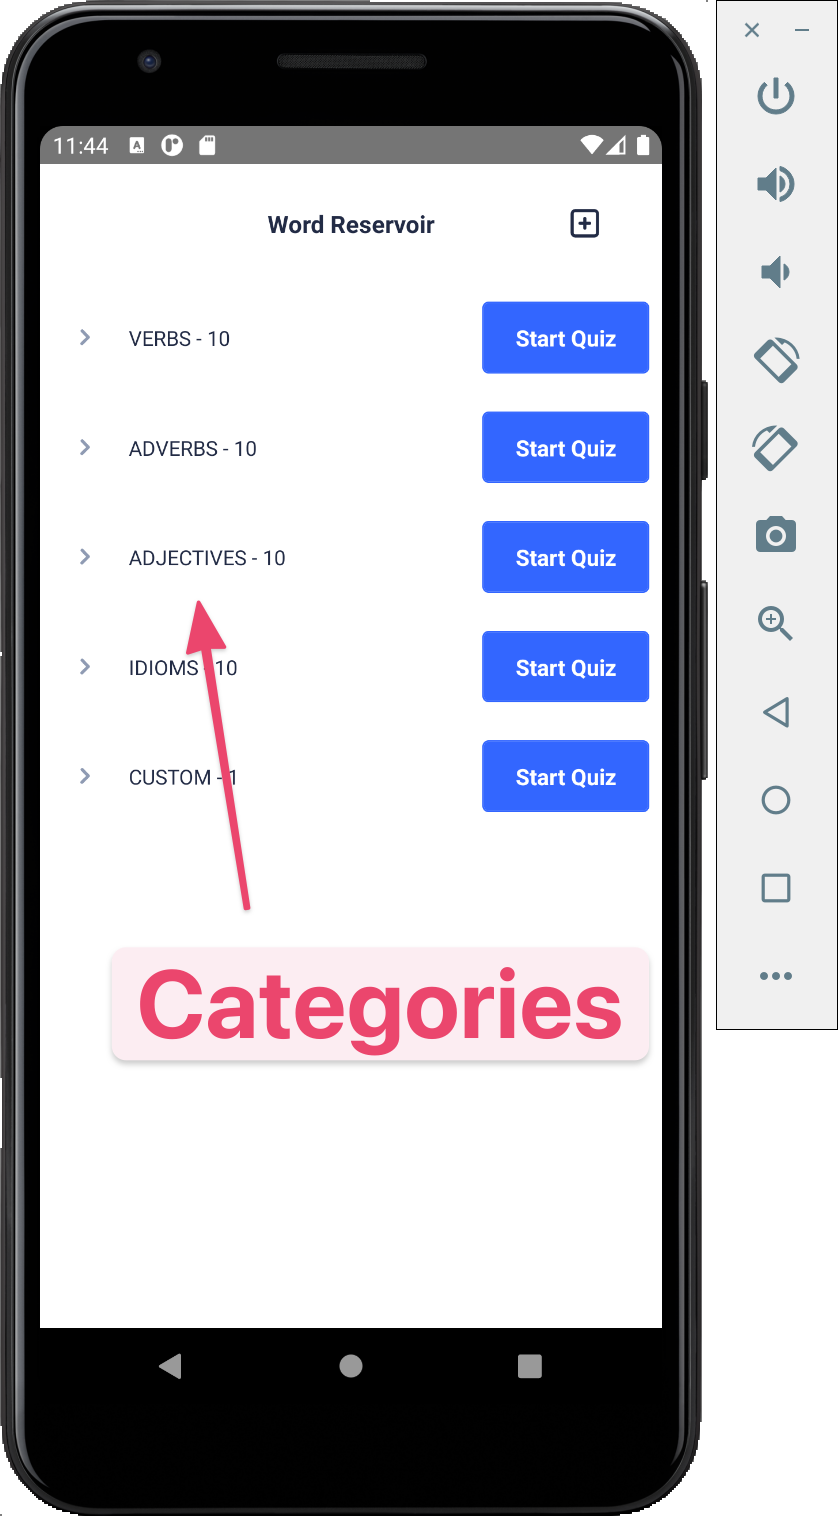 11:44
Word Reservoir
VERBS - 10 Start Quiz
ADVERBS - 10 Start Quiz
ADJECTIVES - 10 Start Quiz
IDIOMS - 10 Start Quiz
CUSTOM - 1 Start Quiz
Categories